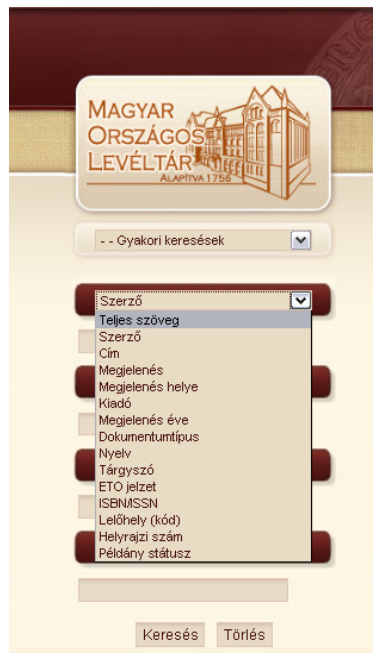 MAGYAR
ORSZÁGOS
LEVÉLTÁR
ALAPÍTVA 1756
- - Gyakori keresések
Szerző
Teljes szöveg
Szerző
Cím
Megjelenés
Megjelenés helye
Kiadó
Megjelenés éve
Dokumentumtípus
Nyelv
Tárgyszó
ETO jelzet
ISBN/ISSN
Lelőhely (kód)
Helyrajzi szám
Példány státusz
Keresés Törlés